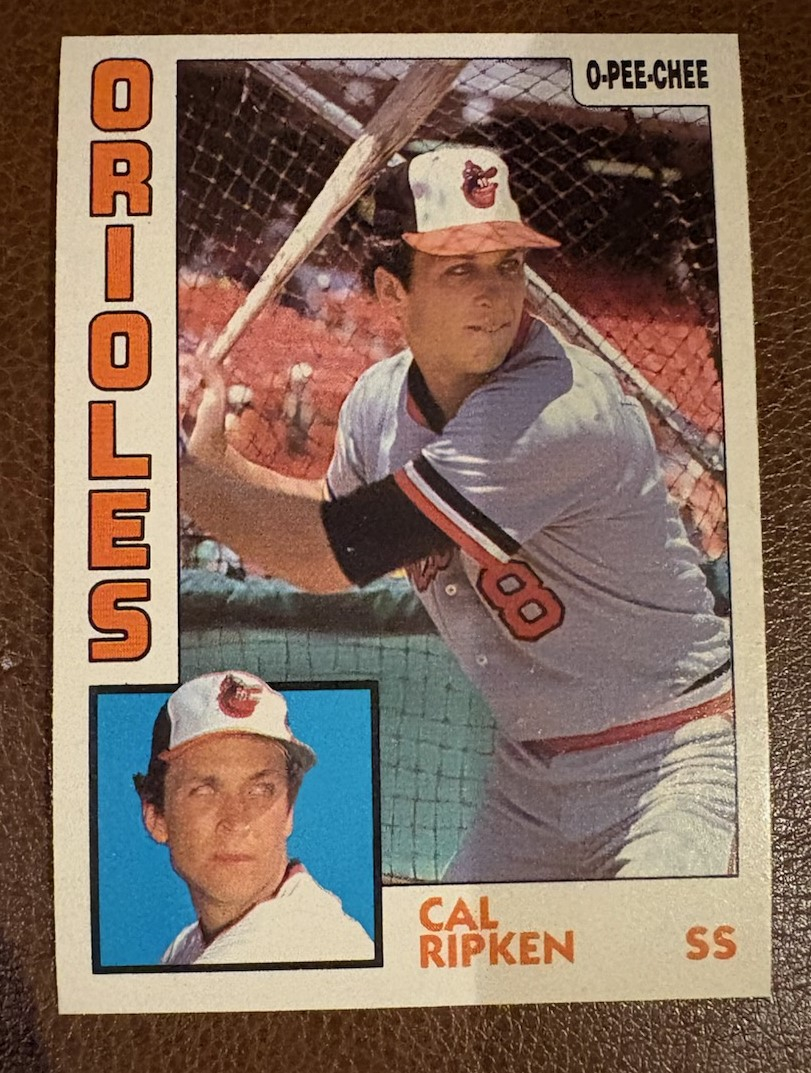 ORIOLES
O-PEE-CHEE
8
CAL
RIPKEN
SS